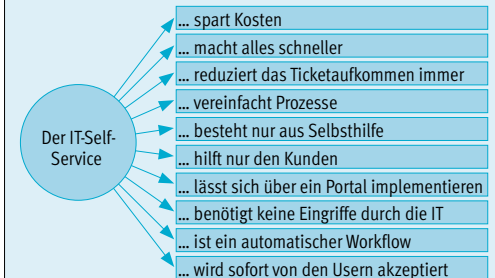 Der IT-Self-
Service
... spart Kosten
... macht alles schneller
... reduziert das Ticketaufkommen immer
... vereinfacht Prozesse
... besteht nur aus Selbsthilfe
... hilft nur den Kunden
... lässt sich über ein Portal implementieren
... benötigt keine Eingriffe durch die IT
... ist ein automatischer Workflow
... wird sofort von den Usern akzeptiert